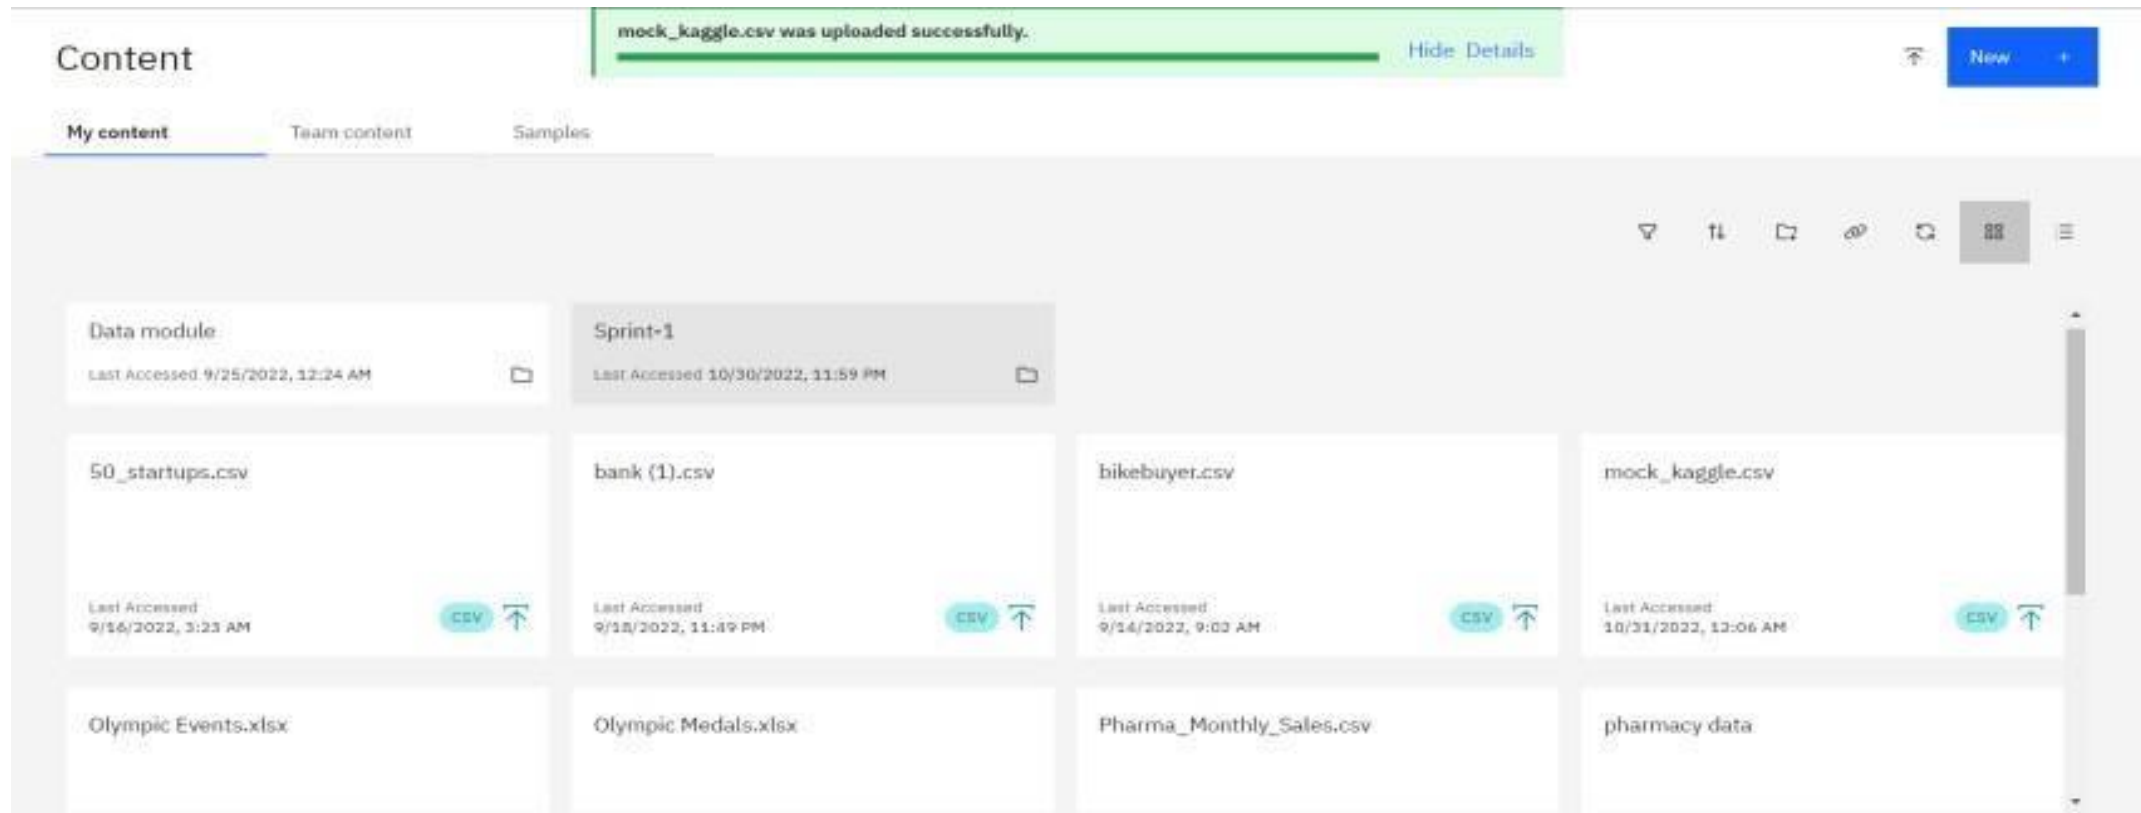 mock_kaggle.csv was uploaded successfully.
Hide Details
Content
New +
My content Team content Samples
Data module
Last Accessed 9/25/2022, 12:24 AM
Sprint-1
Last Accessed 10/30/2022, 11:59 PM
50_startups.csv
Last Accessed
9/16/2022, 3:23 AM
CSV
bank (1).csv
Last Accessed
9/18/2022, 11:49 PM
CSV
bikebuyer.csv
Last Accessed
9/14/2022, 9:02 AM
CSV
mock_kaggle.csv
Last Accessed
10/31/2022, 12:06 AM
CSV
Olympic Events.xlsx
Olympic Medals.xlsx
Pharma_Monthly_Sales.csv
pharmacy data